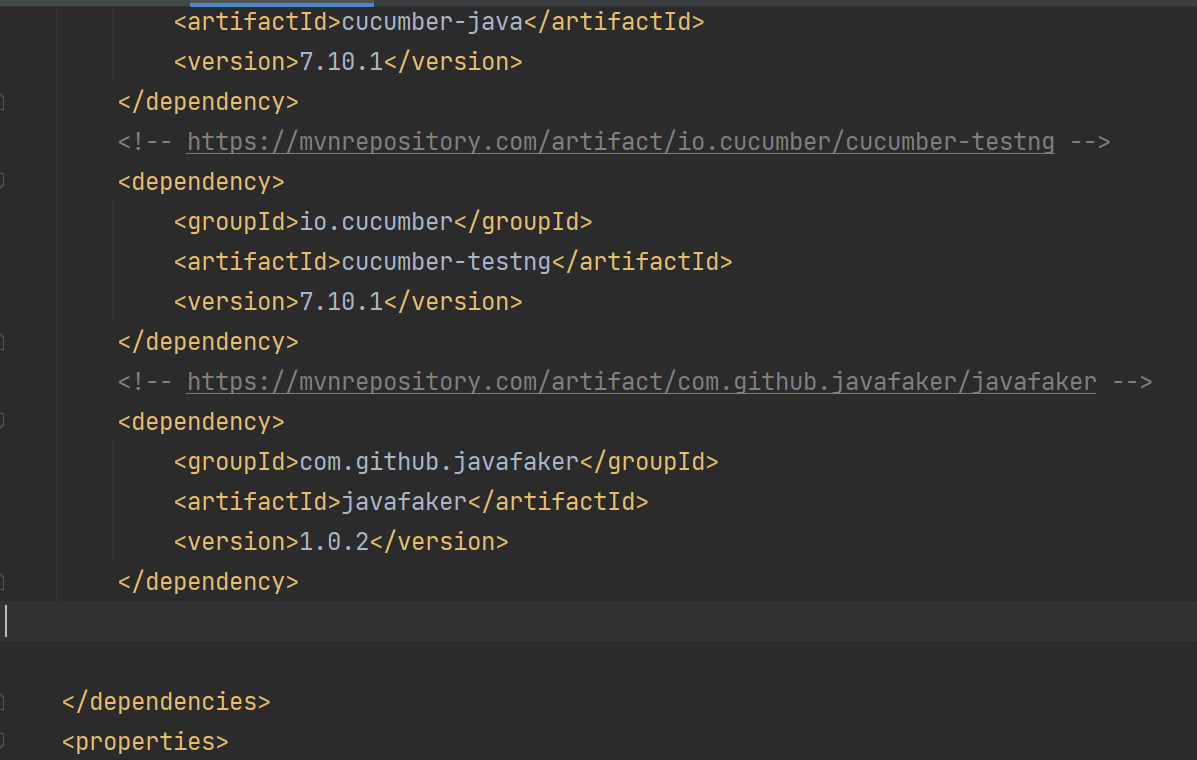 <artifactId>cucumber-java</artifactId>
<version>7.10.1</version>
</dependency>
<!-- https://mvnrepository.com/artifact/io.cucumber/cucumber-testng -->
<dependency>
<groupId>io.cucumber</groupId>
<artifactId>cucumber-testng</artifactId>
<version>7.10.1</version>
</dependency>
<!-- https://mvnrepository.com/artifact/com.github.javafaker/javafaker -->
<dependency>
<groupId>com.github.javafaker</groupId>
<artifactId>javafaker</artifactId>
<version>1.0.2</version>
</dependency>
</dependencies>
<properties>